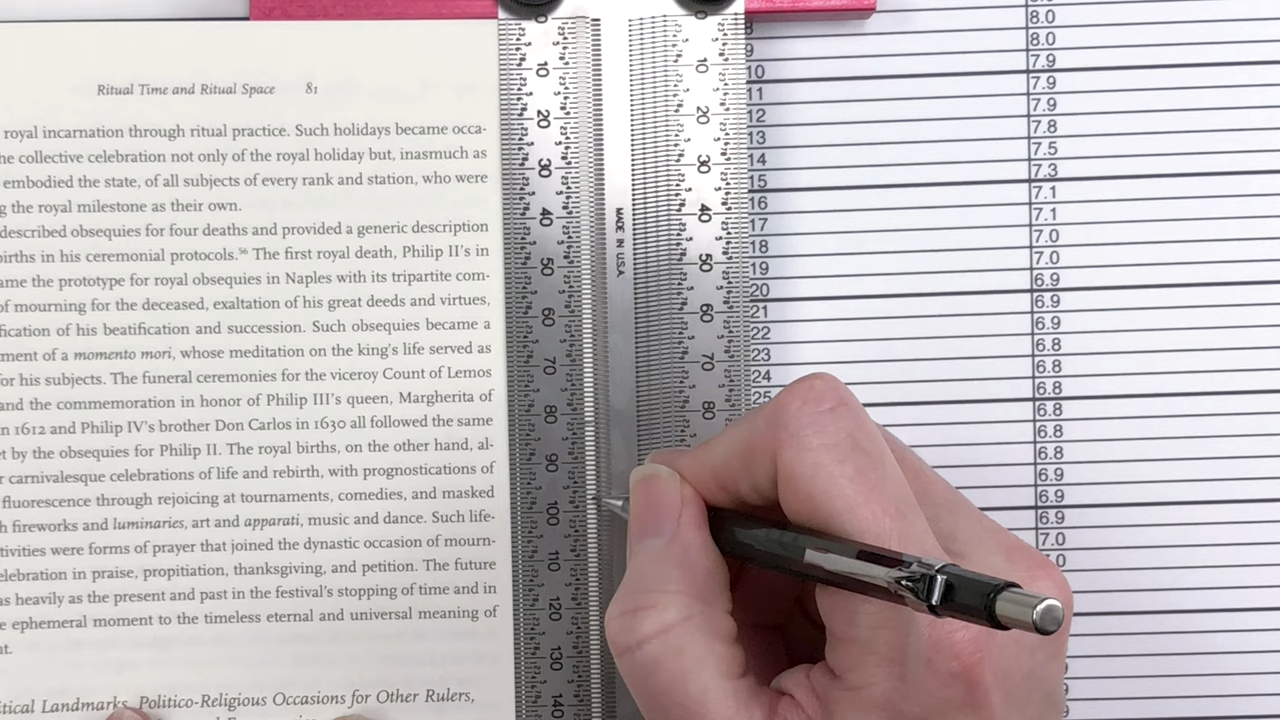 Ritual Time and Ritual Space 81
roral incarnation through ritual practice. Such holidays became occa-
he collective celebration not only of the royal holiday but, inasmuch as
embodied the state, of all subjects of every rank and station, who were
g the royal milestone as their own.
described obsequies for four deaths and provided a generic description
births in his ceremonial protocols.56 The first royal death, Philip II's in
ame the prototype for royal obsequies in Naples with its tripartite com-
of mourning for the deceased, exaltation of his great deeds and virtues,
fication of his beatification and succession. Such obsequies became a
ment of a momento mori, whose meditation on the king's life served as
for his subjects. The funeral ceremonies for the viceroy Count of Lemos
and the commemoration in honor of Philip III's queen, Margherita of
n 1612 and Philip IV's brother Don Carlos in 1630 all followed the same
et by the obsequies for Philip II. The royal births, on the other hand, al-
r carnivalesque celebrations of life and rebirth, with prognostications of
fluorescence through rejoicing at tournaments, comedies, and masked
h fireworks and luminaries, art and apparati, music and dance. Such life-
tivities were forms of prayer that joined the dynastic occasion of mourn-
elebration in praise, propitiation, thanksgiving, and petition. The future
as heavily as the present and past in the festival's stopping of time and in
e ephemeral moment to the timeless eternal and universal meaning of
nt.
itical Landmarks, Politico-Religious Occasions for Other Rulers,
0
10
20
30
40
50
60
70
80
90
100
110
120
130
140
MADE IN U.S.A.
0
10
20
30
40
50
60
70
80
8 8.0
9 8.0
10 7.9
11 7.9
12 7.9
13 7.8
14 7.5
15 7.3
16 7.1
17 7.1
18 7.0
19 7.0
20 6.9
21 6.9
22 6.9
23 6.8
24 6.8
25 6.8
6.8
6.8
6.8
6.9
6.9
6.9
7.0
.0